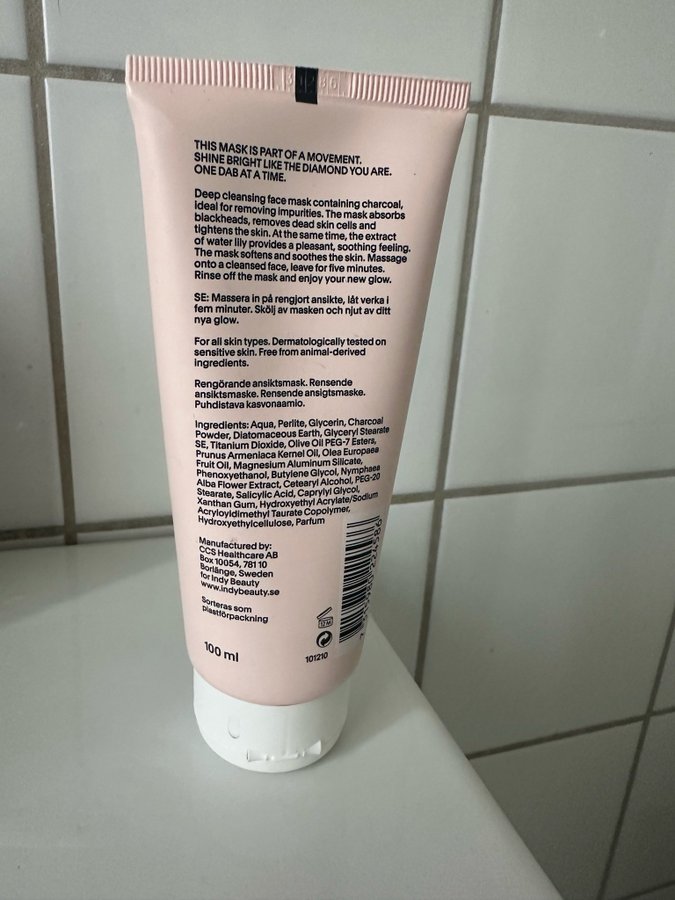 THIS MASK IS PART OF A MOVEMENT.
SHINE BRIGHT LIKE THE DIAMOND YOU ARE.
ONE DAB AT A TIME.
Deep cleansing face mask containing charcoal,
ideal for removing impurities. The mask absorbs
blackheads, removes dead skin cells and
tightens the skin. At the same time, the extract
of water lily provides a pleasant, soothing feeling.
The mask softens and soothes the skin. Massage
onto a cleansed face, leave for five minutes.
Rinse off the mask and enjoy your new glow.
SE: Massera in på rengjort ansikte, låt verka i
fem minuter. Skölj av masken och njut av ditt
nya glow.
For all skin types. Dermatologically tested on
sensitive skin. Free from animal-derived
ingredients.
Rengörande ansiktsmask. Rensende
ansiktsmaske. Rensende ansigtsmaske.
Puhdistava kasvonaamio.
Ingredients: Aqua, Perlite, Glycerin, Charcoal
Powder, Diatomaceous Earth, Glyceryl Stearate
SE, Titanium Dioxide, Olive Oil PEG-7 Esters,
Prunus Armeniaca Kernel Oil, Olea Europaea
Fruit Oil, Magnesium Aluminum Silicate,
Phenoxyethanol, Butylene Glycol, Nymphaea
Alba Flower Extract, Cetearyl Alcohol, PEG-20
Stearate, Salicylic Acid, Caprylyl Glycol,
Xanthan Gum, Hydroxyethyl Acrylate/Sodium
Acryloyldimethyl Taurate Copolymer,
Hydroxyethylcellulose, Parfum
Manufactured by:
CCS Healthcare AB
Box 10054, 781 10
Borlänge, Sweden
for Indy Beauty
www.indybeauty.se
Sorteras som
plastförpackning
12 M
100 ml
101210